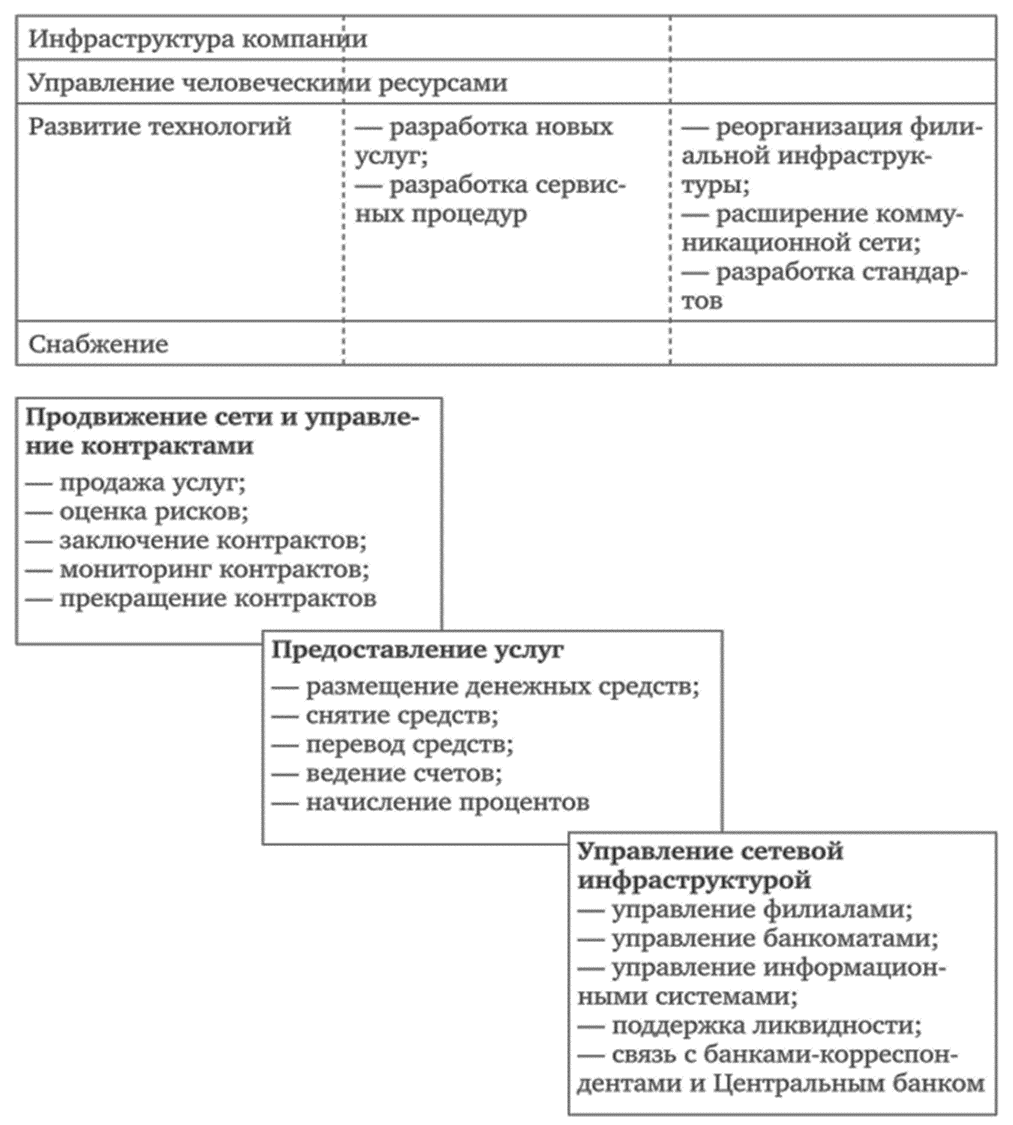 Инфраструктура компании
Управление человеческими ресурсами
Развитие технологий
— разработка новых
услуг;
— разработка сервис-
ных процедур
— реорганизация фили-
альной инфраструк-
туры;
— расширение комму-
никационной сети;
— разработка стандар-
тов
Снабжение
Продвижение сети и управле-
ние контрактами
— продажа услуг;
— оценка рисков;
— заключение контрактов;
— мониторинг контрактов;
— прекращение контрактов
Предоставление услуг
— размещение денежных средств;
— снятие средств;
— перевод средств;
— ведение счетов;
— начисление процентов
Управление сетевой
инфраструктурой
— управление филиалами;
— управление банкоматами;
— управление информацион-
ными системами;
— поддержка ликвидности;
— связь с банками-корреспон-
дентами и Центральным банком